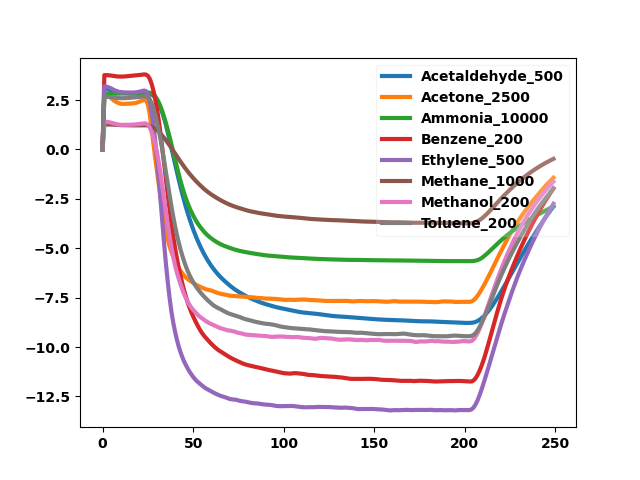 2.5
0.0
−2.5
−5.0
−7.5
−10.0
−12.5
0 50 100 150 200 250
Acetaldehyde_500
Acetone_2500
Ammonia_10000
Benzene_200
Ethylene_500
Methane_1000
Methanol_200
Toluene_200